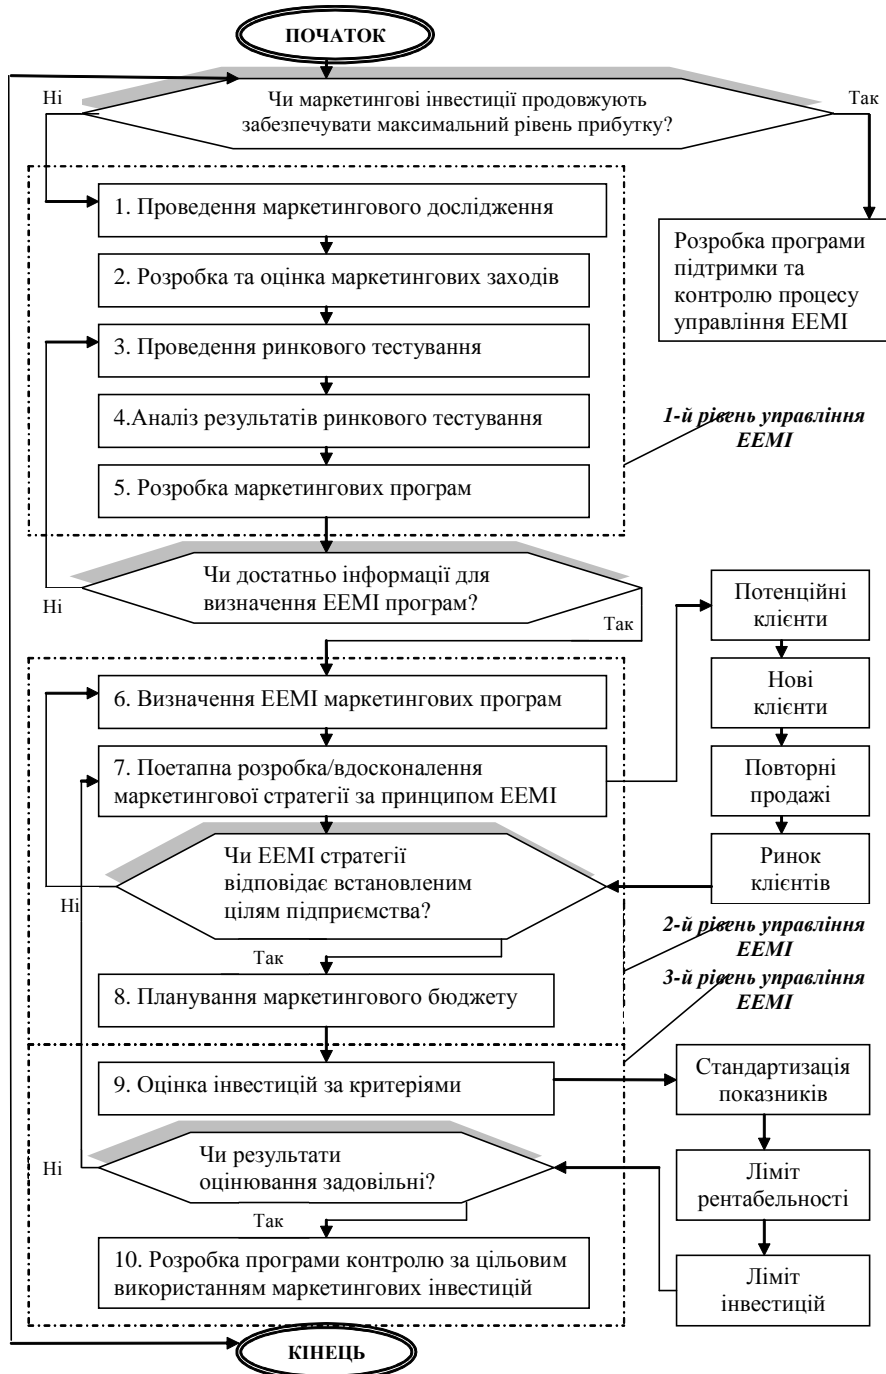 ПОЧАТОК
Ні
Чи маркетингові інвестиції продовжують
забезпечувати максимальний рівень прибутку?
Так
1. Проведення маркетингового дослідження
Розробка програми
підтримки та
контролю процесу
управління ЕЕМІ
2. Розробка та оцінка маркетингових заходів
3. Проведення ринкового тестування
4.Аналіз результатів ринкового тестування
1-й рівень управління
ЕЕМІ
5. Розробка маркетингових програм
Чи достатньо інформації для
визначення ЕЕМІ програм?
Ні
Так
Потенційні
клієнти
6. Визначення ЕЕМІ маркетингових програм
Нові
клієнти
7. Поетапна розробка/вдосконалення
маркетингової стратегії за принципом ЕЕМІ
Повторні
продажі
Чи ЕЕМІ стратегії
відповідає встановленим
цілям підприємства?
Ринок
клієнтів
Ні
Так
2-й рівень управління
ЕЕМІ
8. Планування маркетингового бюджету
3-й рівень управління
ЕЕМІ
9. Оцінка інвестицій за критеріями
Стандартизація
показників
Ні
Чи результати
оцінювання задовільні?
Ліміт
рентабельності
Так
10. Розробка програми контролю за цільовим
використанням маркетингових інвестицій
Ліміт
інвестицій
КІНЕЦЬ